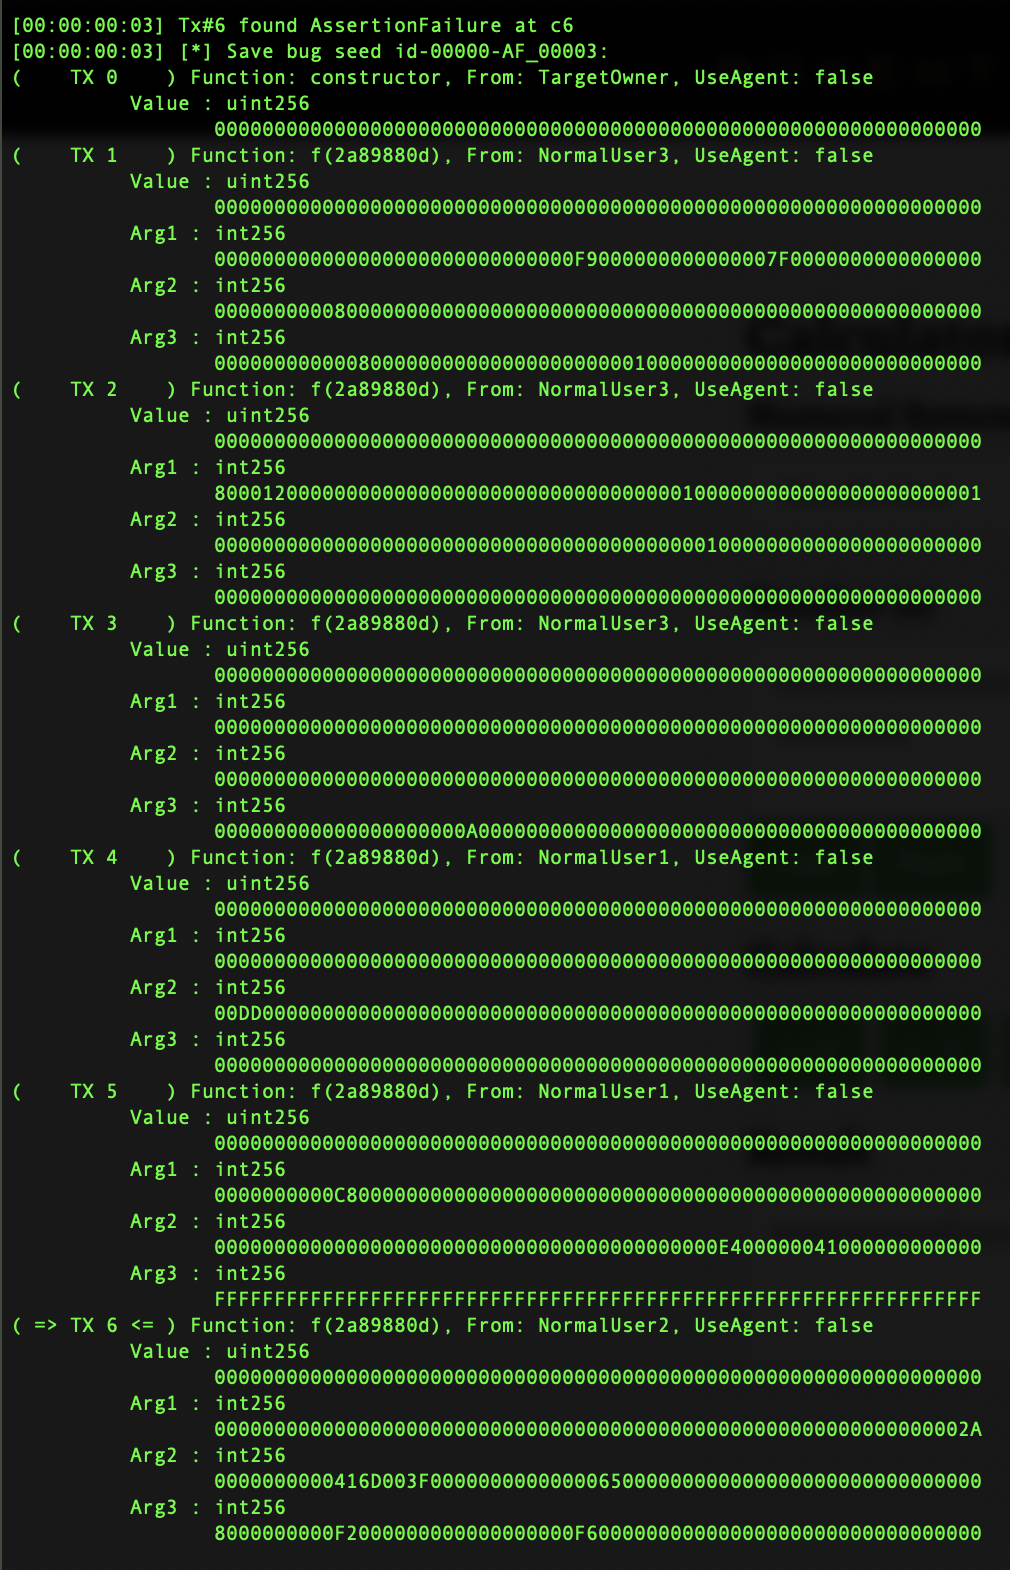 [00:00:00:03] Tx#6 found AssertionFailure at c6
[00:00:00:03] [*] Save bug seed id-00000-AF_00003:
( TX 0 ) Function: constructor, From: TargetOwner, UseAgent: false
Value : uint256
0000000000000000000000000000000000000000000000000000000000000000
( TX 1 ) Function: f(2a89880d), From: NormalUser3, UseAgent: false
Value : uint256
0000000000000000000000000000000000000000000000000000000000000000
Arg1 : int256
000000000000000000000000000000F9000000000000007F0000000000000000
Arg2 : int256
0000000000800000000000000000000000000000000000000000000000000000
Arg3 : int256
0000000000008000000000000000000000010000000000000000000000000000
( TX 2 ) Function: f(2a89880d), From: NormalUser3, UseAgent: false
Value : uint256
0000000000000000000000000000000000000000000000000000000000000000
Arg1 : int256
8000120000000000000000000000000000000001000000000000000000000001
Arg2 : int256
0000000000000000000000000000000000000000010000000000000000000000
Arg3 : int256
0000000000000000000000000000000000000000000000000000000000000000
( TX 3 ) Function: f(2a89880d), From: NormalUser3, UseAgent: false
Value : uint256
0000000000000000000000000000000000000000000000000000000000000000
Arg1 : int256
0000000000000000000000000000000000000000000000000000000000000000
Arg2 : int256
0000000000000000000000000000000000000000000000000000000000000000
Arg3 : int256
000000000000000000000A000000000000000000000000000000000000000000
( TX 4 ) Function: f(2a89880d), From: NormalUser1, UseAgent: false
Value : uint256
0000000000000000000000000000000000000000000000000000000000000000
Arg1 : int256
0000000000000000000000000000000000000000000000000000000000000000
Arg2 : int256
00DD000000000000000000000000000000000000000000000000000000000000
Arg3 : int256
0000000000000000000000000000000000000000000000000000000000000000
( TX 5 ) Function: f(2a89880d), From: NormalUser1, UseAgent: false
Value : uint256
0000000000000000000000000000000000000000000000000000000000000000
Arg1 : int256
0000000000C80000000000000000000000000000000000000000000000000000
Arg2 : int256
000000000000000000000000000000000000000000E400000041000000000000
Arg3 : int256
FFFFFFFFFFFFFFFFFFFFFFFFFFFFFFFFFFFFFFFFFFFFFFFFFFFFFFFFFFFFFFFF
( => TX 6 <= ) Function: f(2a89880d), From: NormalUser2, UseAgent: false
Value : uint256
0000000000000000000000000000000000000000000000000000000000000000
Arg1 : int256
000000000000000000000000000000000000000000000000000000000000002A
Arg2 : int256
0000000000416D003F0000000000000065000000000000000000000000000000
Arg3 : int256
8000000000F2000000000000000000F600000000000000000000000000000000